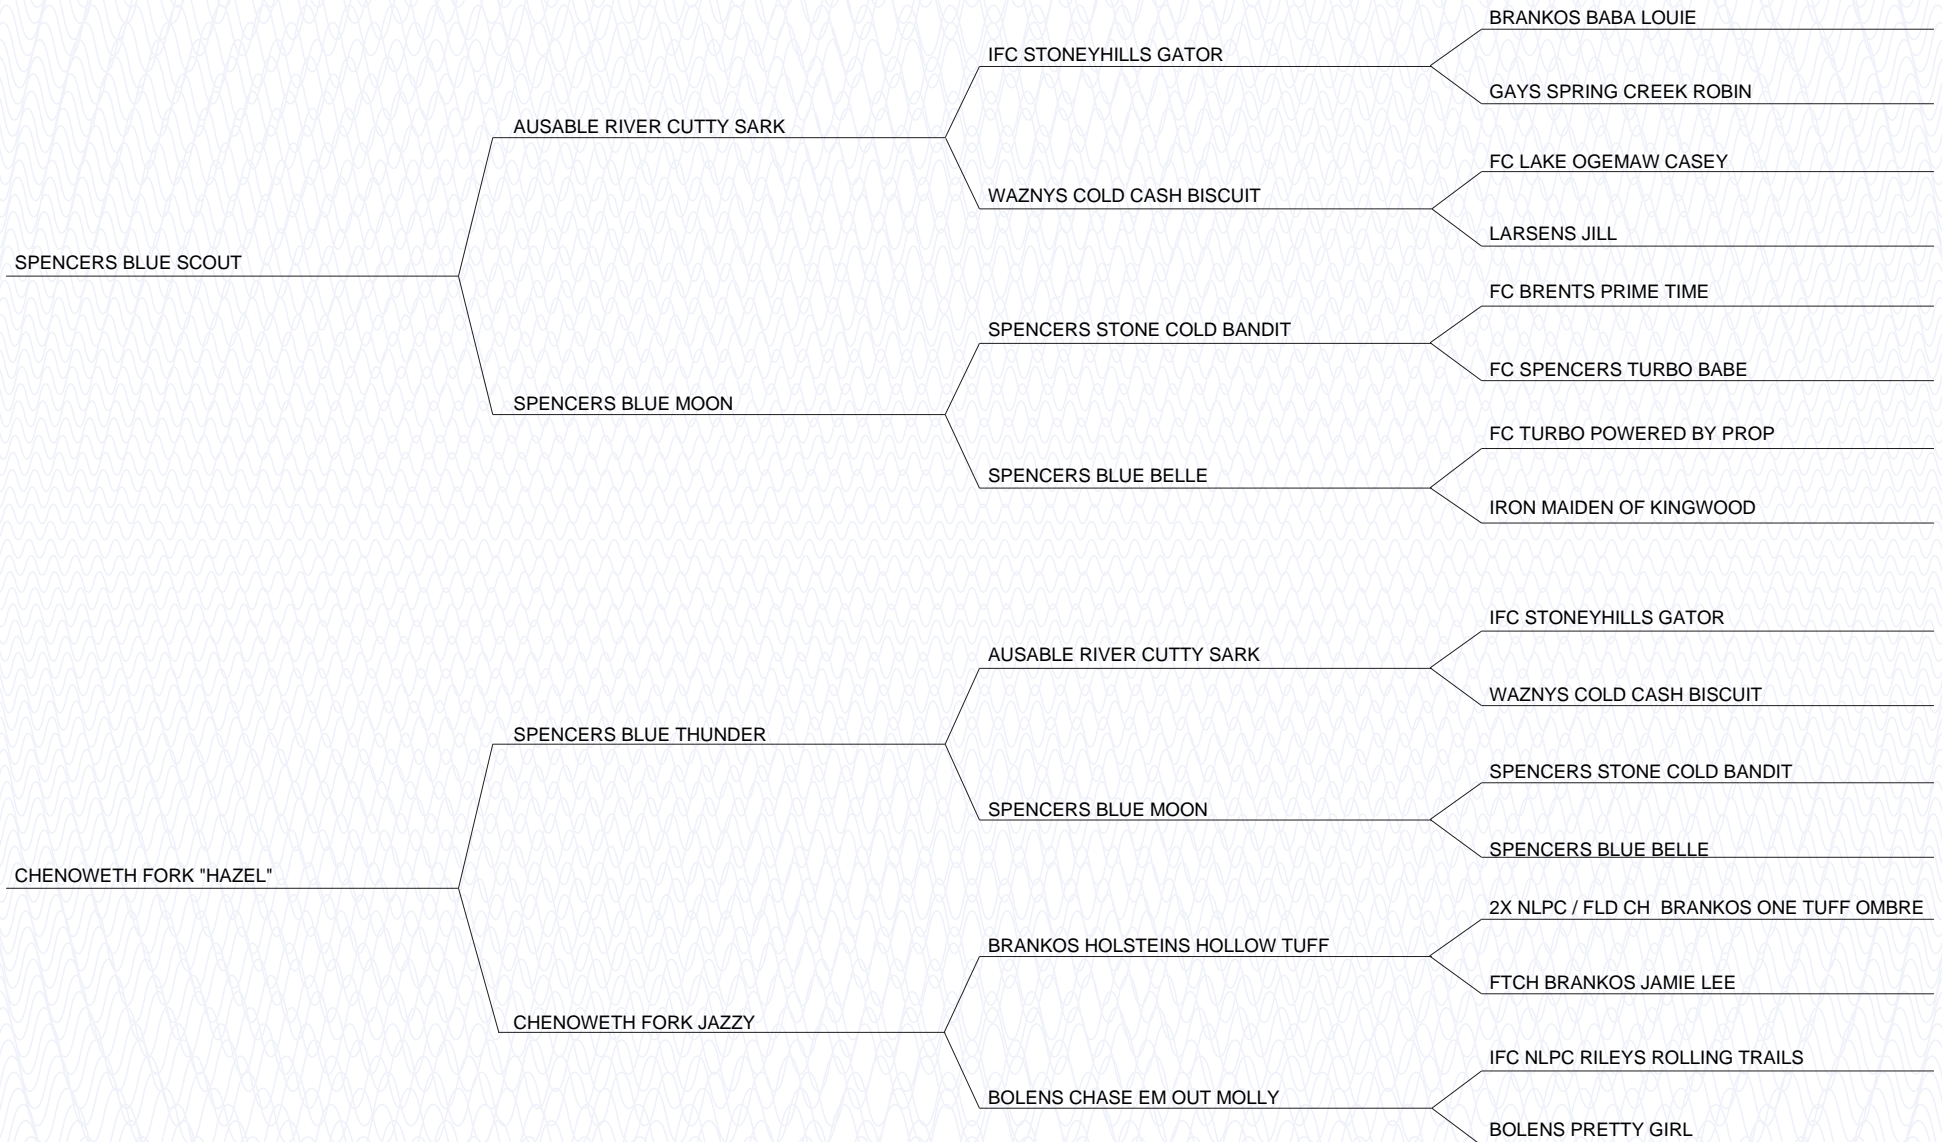 BRANKOS BABA LOUIE
IFC STONEYHILLS GATOR
GAYS SPRING CREEK ROBIN
AUSABLE RIVER CUTTY SARK
FC LAKE OGEMAW CASEY
WAZNYS COLD CASH BISCUIT
LARSENS JILL
SPENCERS BLUE SCOUT
FC BRENTS PRIME TIME
SPENCERS STONE COLD BANDIT
FC SPENCERS TURBO BABE
SPENCERS BLUE MOON
FC TURBO POWERED BY PROP
SPENCERS BLUE BELLE
IRON MAIDEN OF KINGWOOD
IFC STONEYHILLS GATOR
AUSABLE RIVER CUTTY SARK
WAZNYS COLD CASH BISCUIT
SPENCERS BLUE THUNDER
SPENCERS STONE COLD BANDIT
SPENCERS BLUE MOON
SPENCERS BLUE BELLE
CHENOWETH FORK "HAZEL"
2X NLPC / FLD CH  BRANKOS ONE TUFF OMBRE
BRANKOS HOLSTEINS HOLLOW TUFF
FTCH BRANKOS JAMIE LEE
CHENOWETH FORK JAZZY
IFC NLPC RILEYS ROLLING TRAILS
BOLENS CHASE EM OUT MOLLY
BOLENS PRETTY GIRL